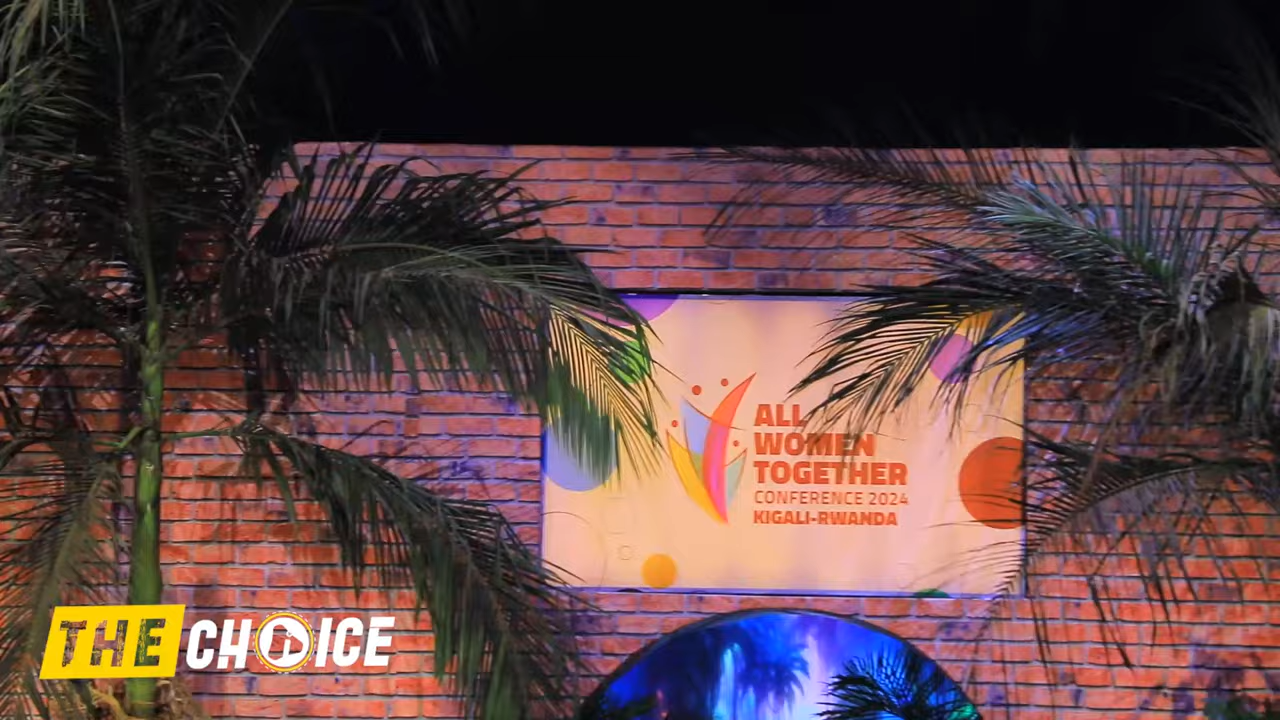 ALL
WOMEN
TOGETHER
CONFERENCE 2024
KIGALI-RWANDA
THE CHOICE